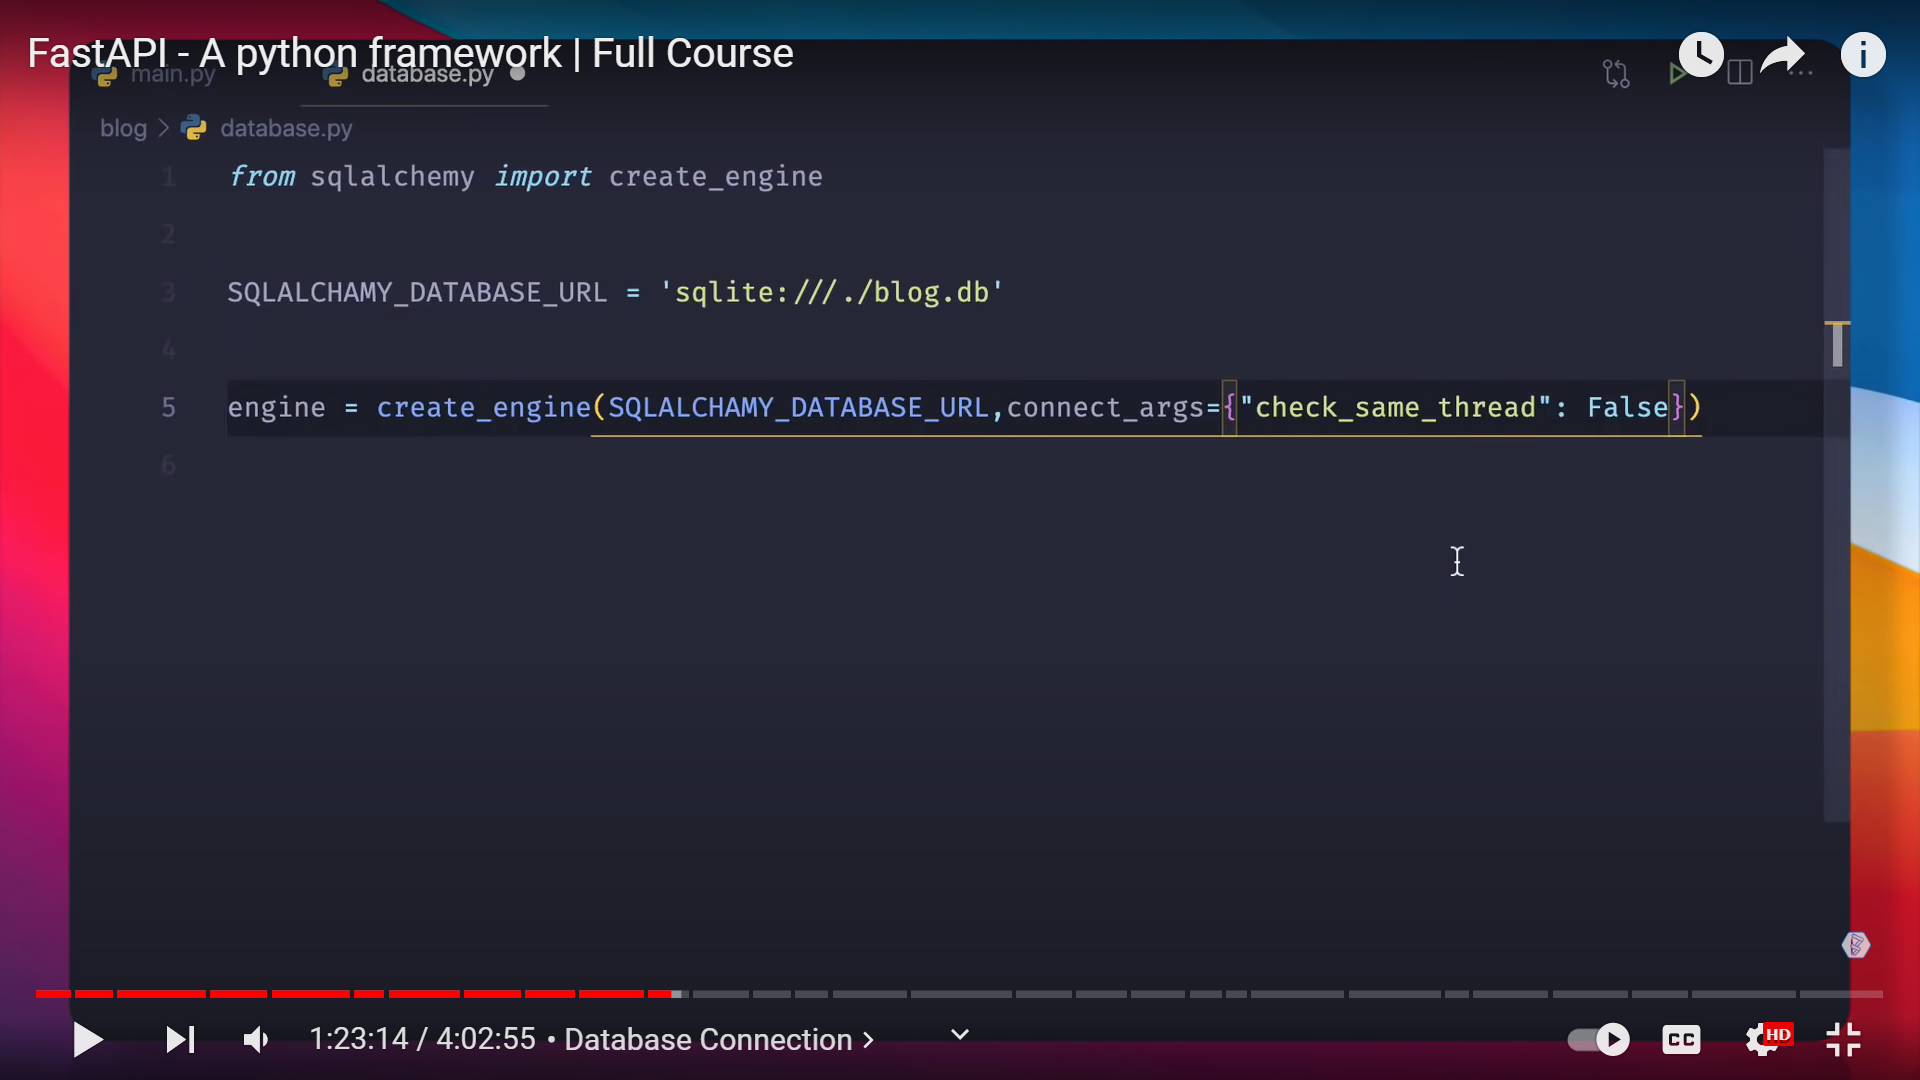 FastAPI - A python framework | Full Course
main.py database.py
blog > database.py
1 from sqlalchemy import create_engine
2
3 SQLALCHAMY_DATABASE_URL = 'sqlite:///./blog.db'
4
5 engine = create_engine(SQLALCHAMY_DATABASE_URL,connect_args={"check_same_thread": False})
6
1:23:14 / 4:02:55 • Database Connection >
CC
HD